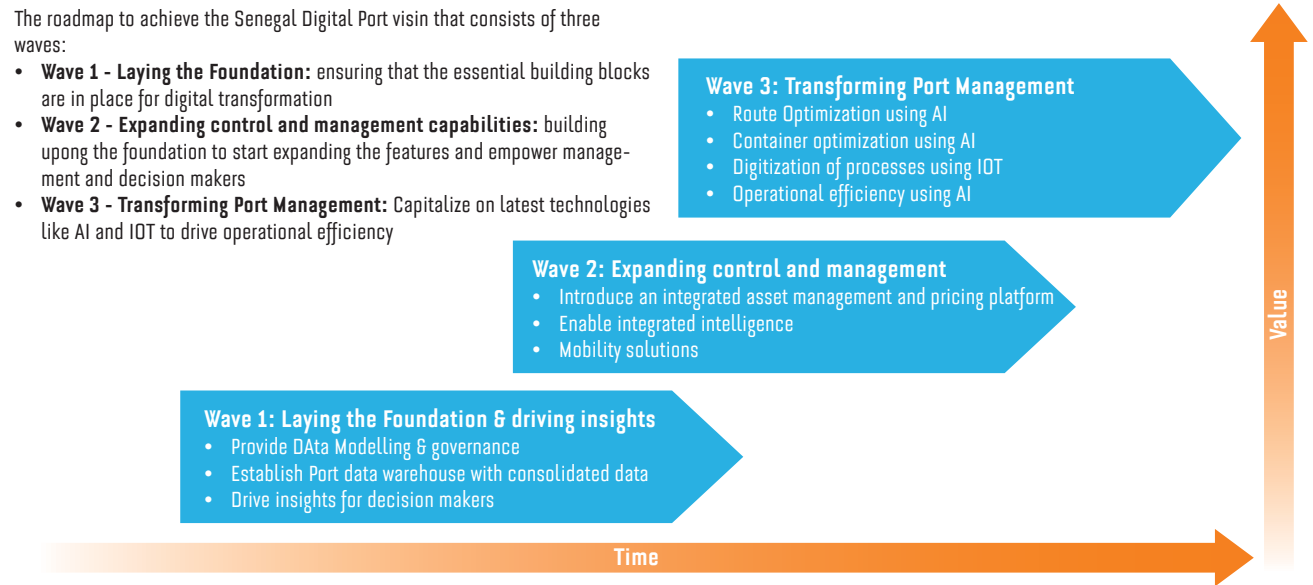 The roadmap to achieve the Senegal Digital Port visin that consists of three
waves:
• Wave 1 - Laying the Foundation: ensuring that the essential building blocks
are in place for digital transformation
• Wave 2 - Expanding control and management capabilities: building
upong the foundation to start expanding the features and empower manage-
ment and decision makers
• Wave 3 - Transforming Port Management: Capitalize on latest technologies
like AI and IOT to drive operational efficiency
Wave 3: Transforming Port Management
• Route Optimization using AI
• Container optimization using AI
• Digitization of processes using IOT
• Operational efficiency using AI
Wave 2: Expanding control and management
• Introduce an integrated asset management and pricing platform
• Enable integrated intelligence
• Mobility solutions
Wave 1: Laying the Foundation & driving insights
• Provide DAta Modelling & governance
• Establish Port data warehouse with consolidated data
• Drive insights for decision makers
Value
Time